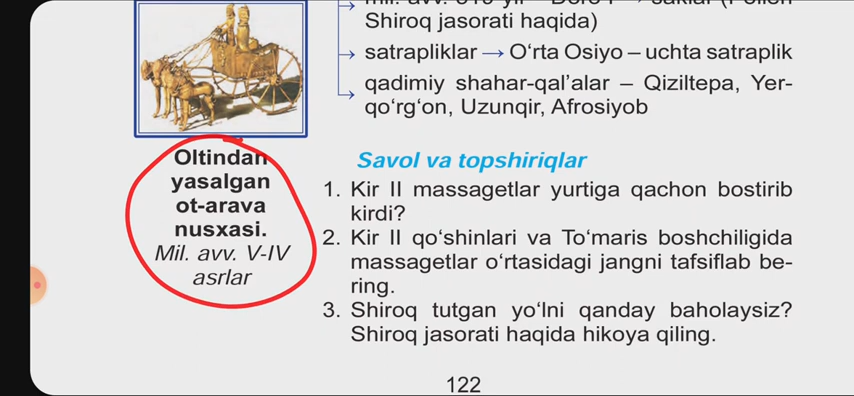 Shiroq jasorati haqida)
satrapliklar → O‘rta Osiyo – uchta satraplik
qadimiy shahar-qal’alar – Qiziltepa, Yer-
qo‘rg‘on, Uzunqir, Afrosiyob
Oltindan
yasalgan
ot-arava
nusxasi.
Mil. avv. V-IV
asrlar
Savol va topshiriqlar
1. Kir II massagetlar yurtiga qachon bostirib
kirdi?
2. Kir II qo‘shinlari va To‘maris boshchiligida
massagetlar o‘rtasidagi jangni tafsiflab be-
ring.
3. Shiroq tutgan yo‘lni qanday baholaysiz?
Shiroq jasorati haqida hikoya qiling.
122